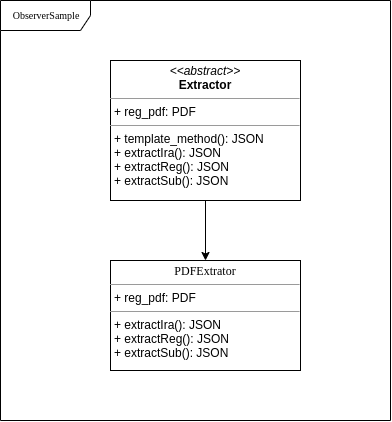 ObserverSample
<<abstract>>
Extractor
+ reg_pdf: PDF
+ template_method(): JSON
+ extractIra(): JSON
+ extractReg(): JSON
+ extractSub(): JSON
PDFExtrator
+ reg_pdf: PDF
+ extractIra(): JSON
+ extractReg(): JSON
+ extractSub(): JSON